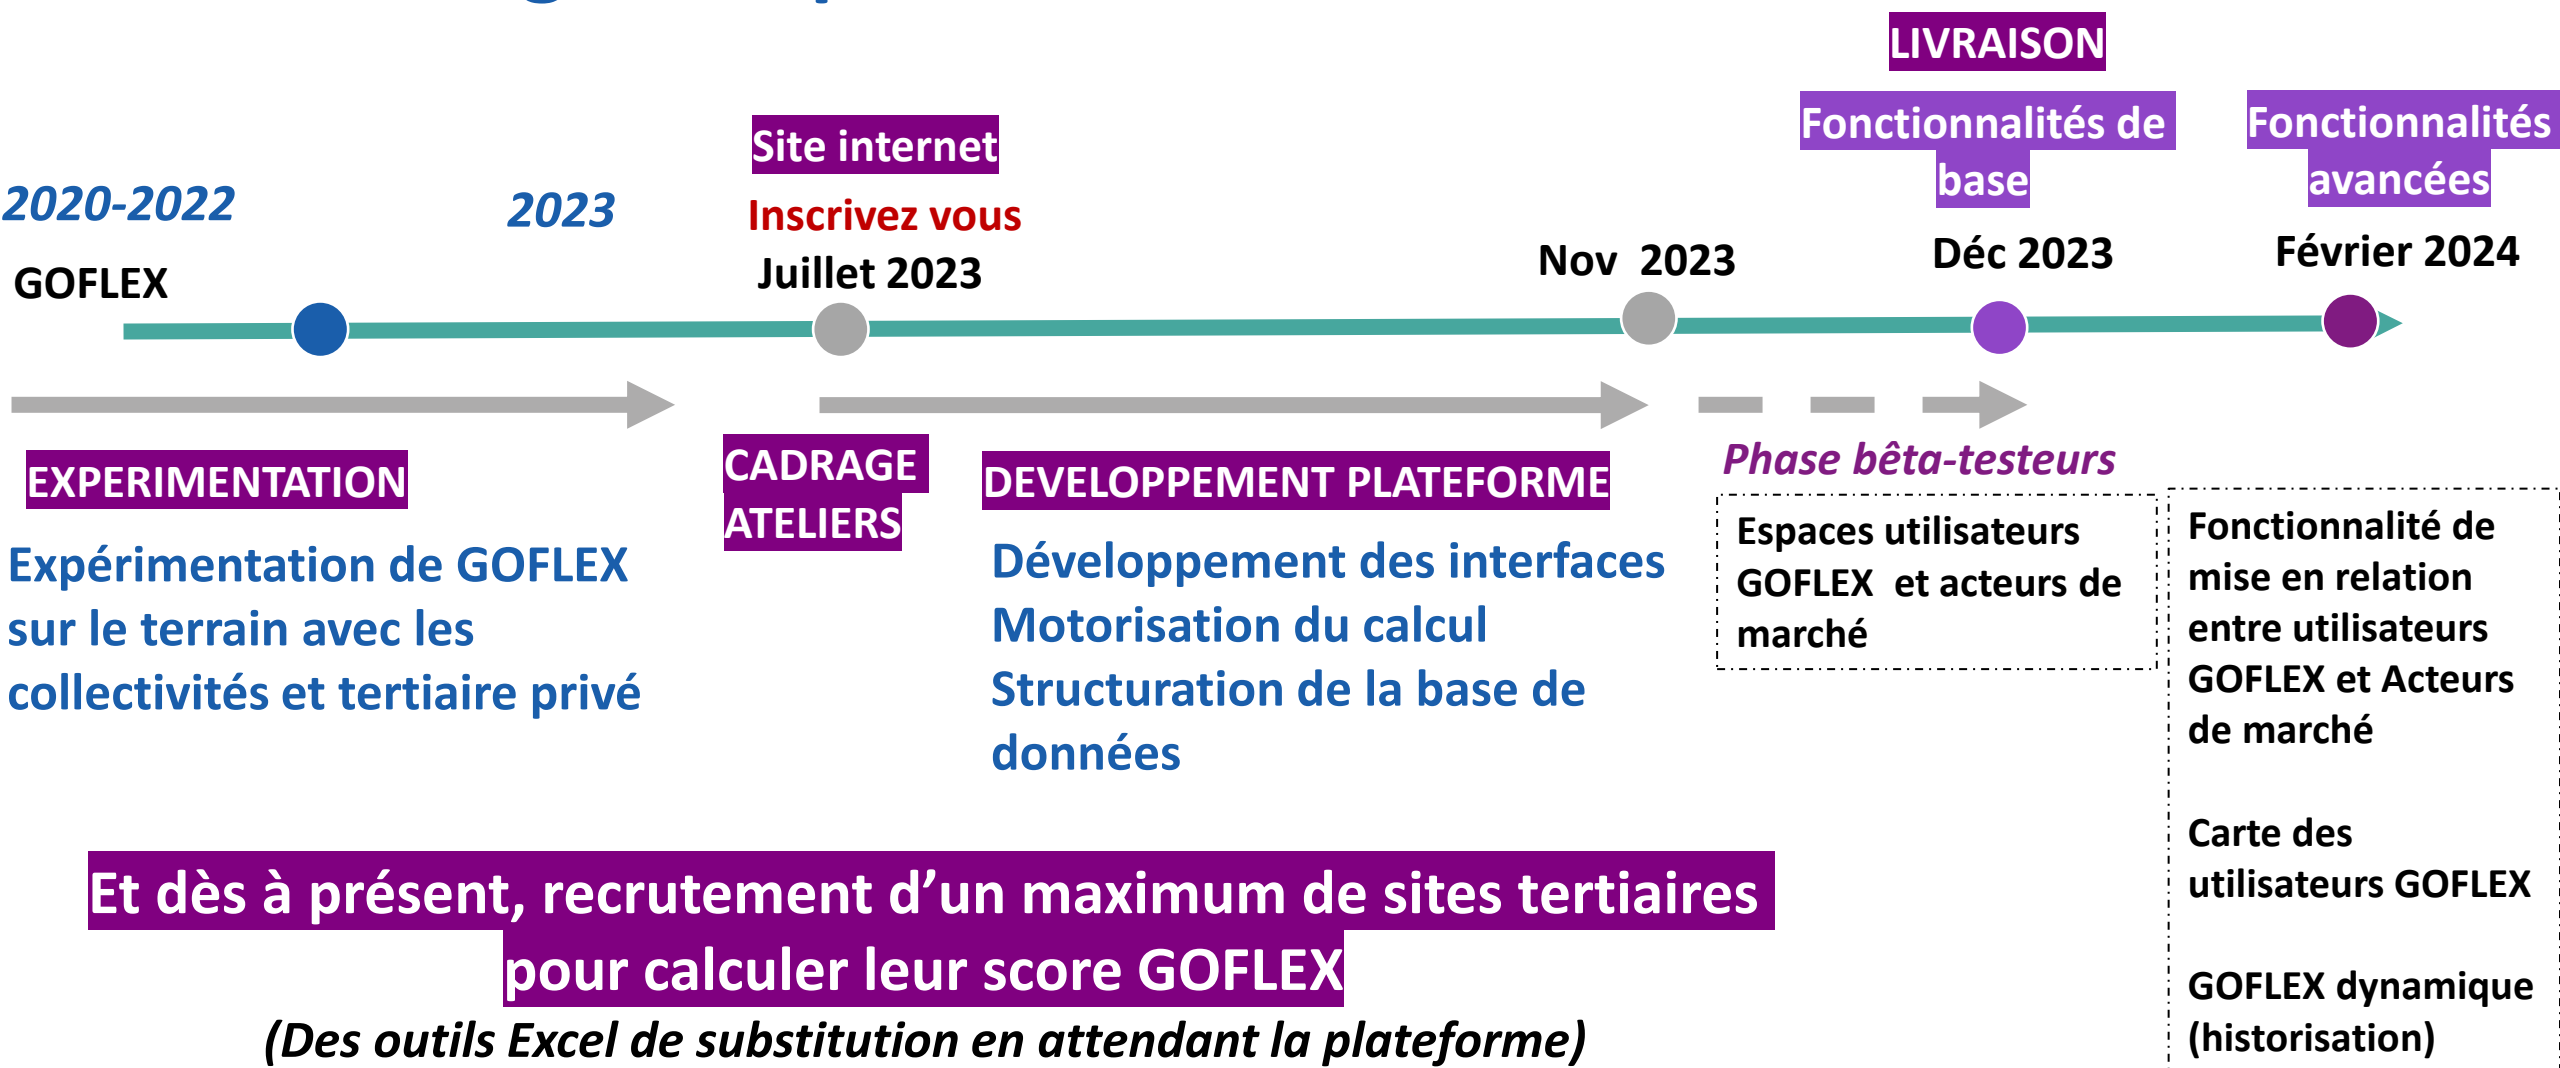 LIVRAISON
Fonctionnalités de
base
Fonctionnalités
avancées
Site internet
Inscrivez vous
Juillet 2023
2020-2022
2023
GOFLEX
Nov 2023
Déc 2023
Février 2024
EXPERIMENTATION
Expérimentation de GOFLEX
sur le terrain avec les
collectivités et tertiaire privé
CADRAGE
ATELIERS
DEVELOPPEMENT PLATEFORME
Développement des interfaces
Motorisation du calcul
Structuration de la base de
données
Phase bêta-testeurs
Espaces utilisateurs
GOFLEX et acteurs de
marché
Fonctionnalité de
mise en relation
entre utilisateurs
GOFLEX et Acteurs
de marché
Carte des
utilisateurs GOFLEX
GOFLEX dynamique
(historisation)
Et dès à présent, recrutement d’un maximum de sites tertiaires
pour calculer leur score GOFLEX
(Des outils Excel de substitution en attendant la plateforme)